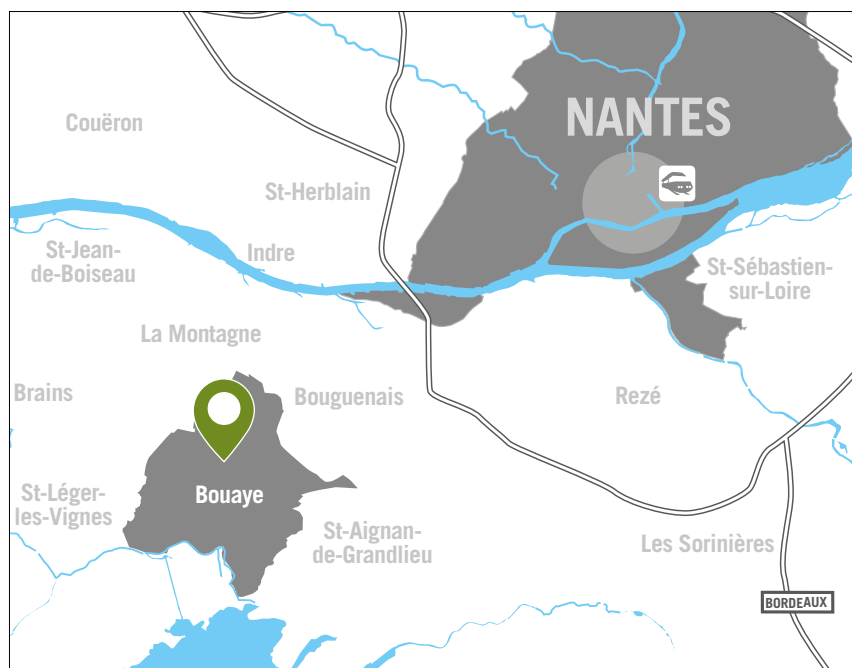 NANTES
Couëron
St-Herblain
St-Jean-
de-Boiseau
Indre
St-Sébastien-
sur-Loire
La Montagne
Brains
Bouguenais
Rezé
St-Léger-
les-Vignes
Bouaye
St-Aignan-
de-Grandlieu
Les Sorinières
BORDEAUX